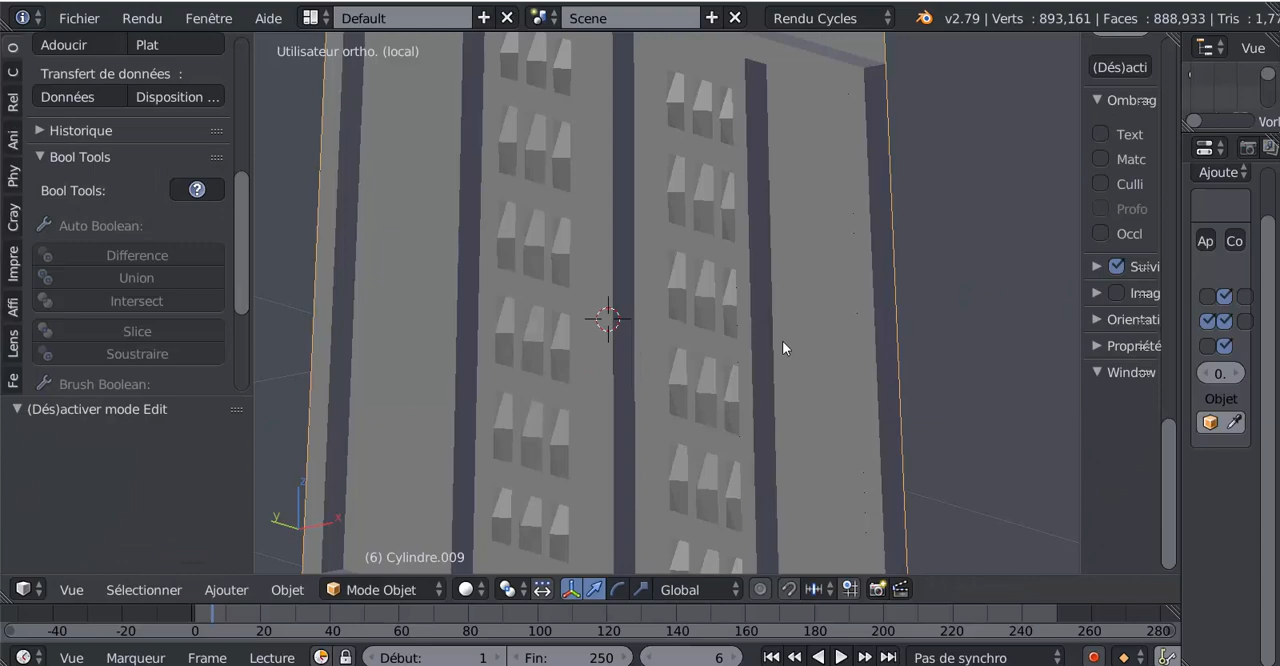 Fichier Rendu Fenêtre Aide Default Scene Rendu Cycles v2.79 | Verts : 893,161 | Faces : 888,933 | Tris : 1,77
Adoucir Plat
Transfert de données :
Données Disposition ...
Historique
Bool Tools
Bool Tools:
Auto Boolean:
Difference
Union
Intersect
Slice
Soustraire
Brush Boolean:
(Dés)activer mode Edit
O
C
Rel
Ani
Phy
Cray
Impre
Affi
Lens
Fe
Utilisateur ortho. (local)
z
y
x
(6) Cylindre.009
(Dés)acti
Ombrag
Text
Matc
Culli
Profo
Occl
Suivi
Imag
Orientati
Propriété
Window
Vue
Vorl
Ajoute
Ap Co
0.
Objet
Vue Sélectionner Ajouter Objet Mode Objet Global
-40 -20 0 20 40 60 80 100 120 140 160 180 200 220 240 260 280
Vue Marqueur Frame Lecture Début: 1 Fin: 250 6 Pas de synchro